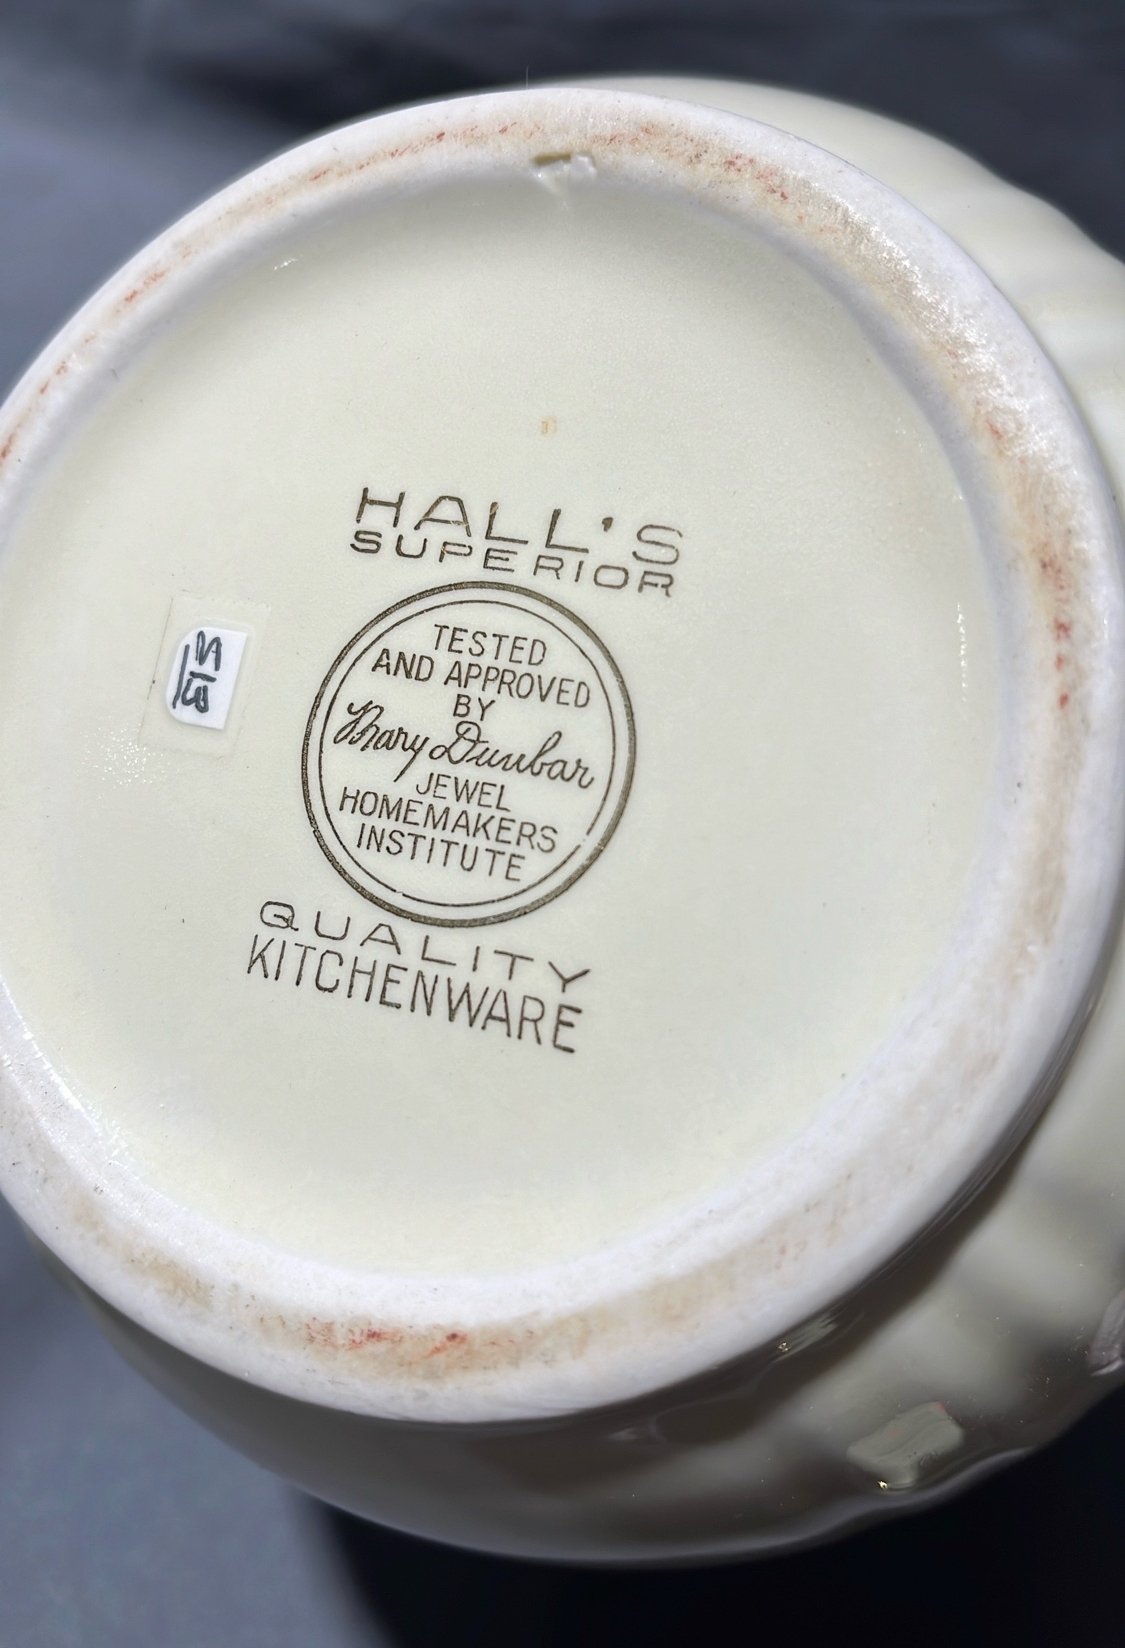 HALL'S
SUPERIOR
TESTED
AND APPROVED
BY
Mary Dunbar
JEWEL
HOMEMAKERS
INSTITUTE
QUALITY
KITCHENWARE